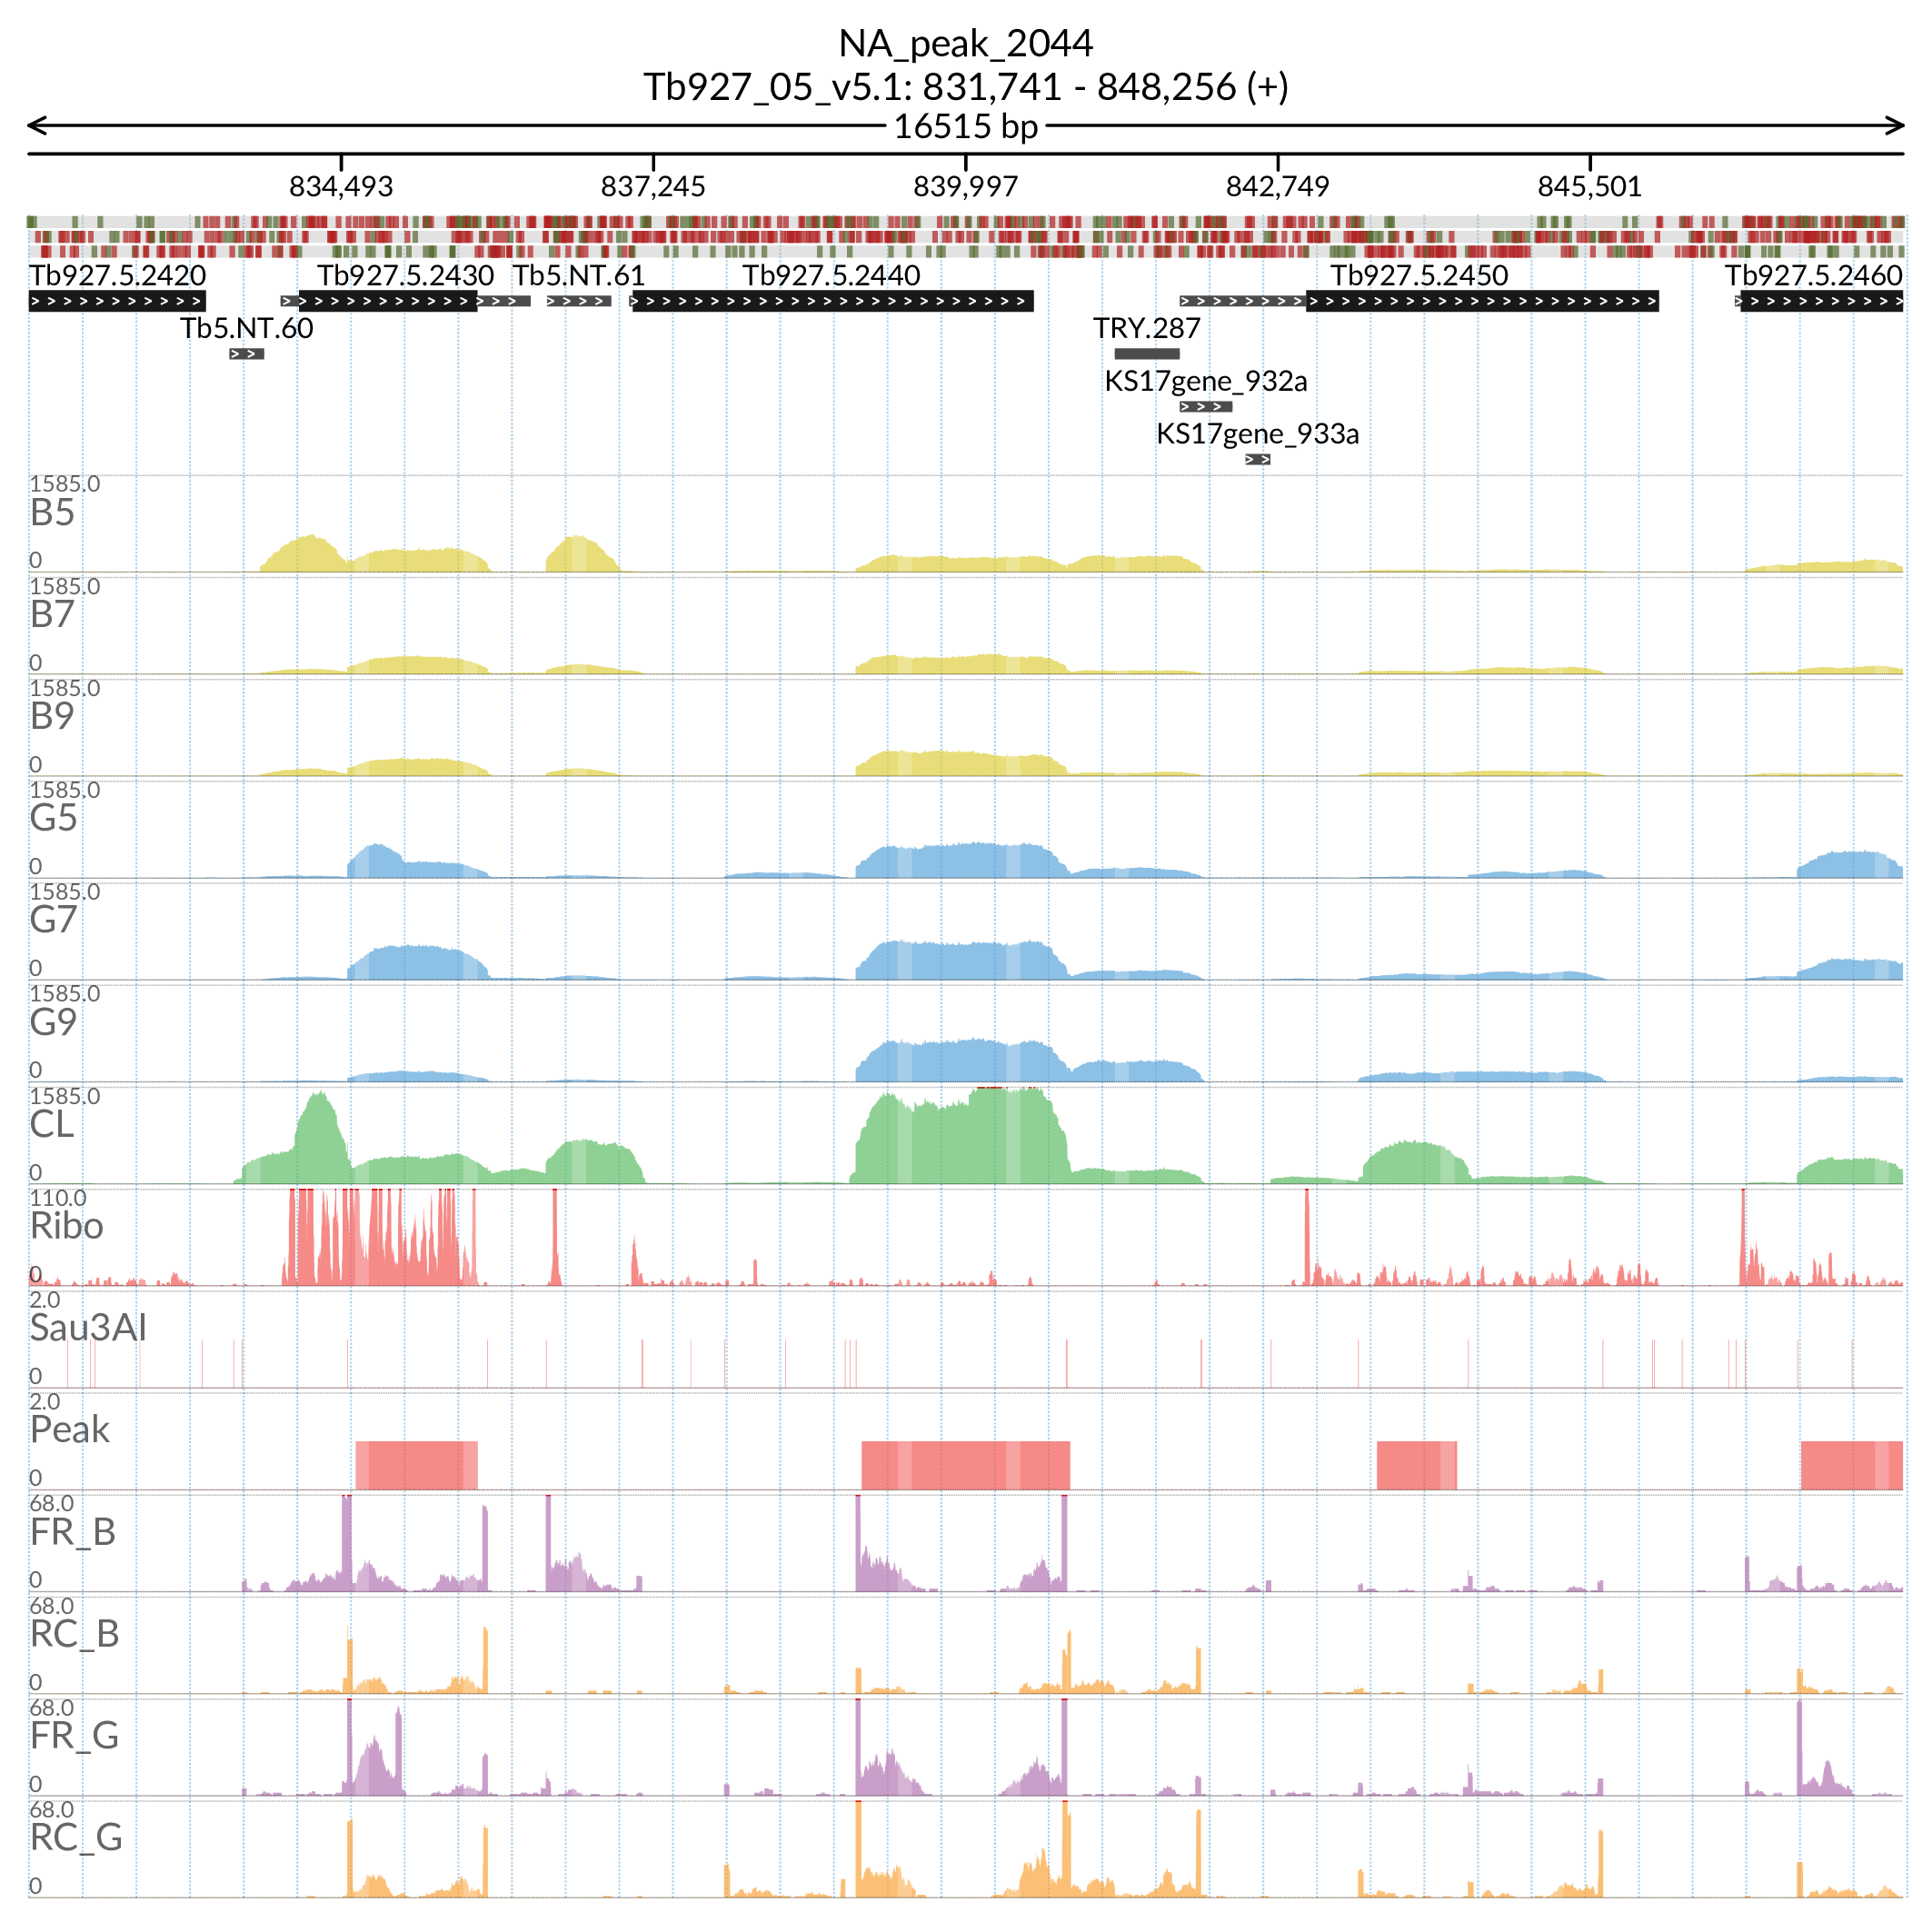 NA_peak_2044
Tb927_05_v5.1: 831,741 - 848,256 (+)
16515 bp
834,493 837,245 839,997 842,749 845,501
Tb927.5.2420 Tb927.5.2430 Tb5.NT.61 Tb927.5.2440 Tb927.5.2450 Tb927.5.2460
Tb5.NT.60 TRY.287
KS17gene_932a
KS17gene_933a
1585.0
B5
0
1585.0
B7
0
1585.0
B9
0
1585.0
G5
0
1585.0
G7
0
1585.0
G9
0
1585.0
CL
0
110.0
Ribo
0
2.0
Sau3AI
0
2.0
Peak
0
68.0
FR_B
0
68.0
RC_B
0
68.0
FR_G
0
68.0
RC_G
0